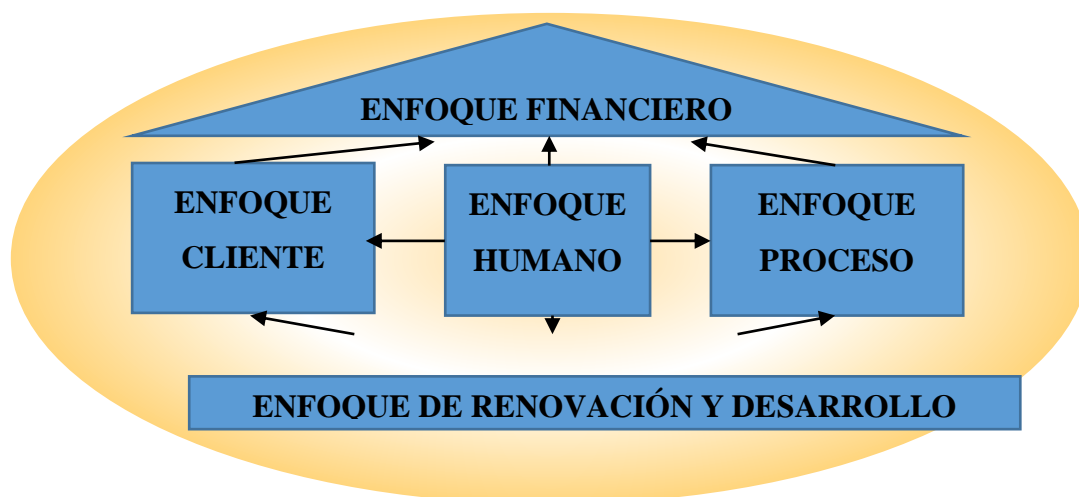 ENFOQUE FINANCIERO
ENFOQUE
CLIENTE
ENFOQUE
HUMANO
ENFOQUE
PROCESO
ENFOQUE DE RENOVACIÓN Y DESARROLLO